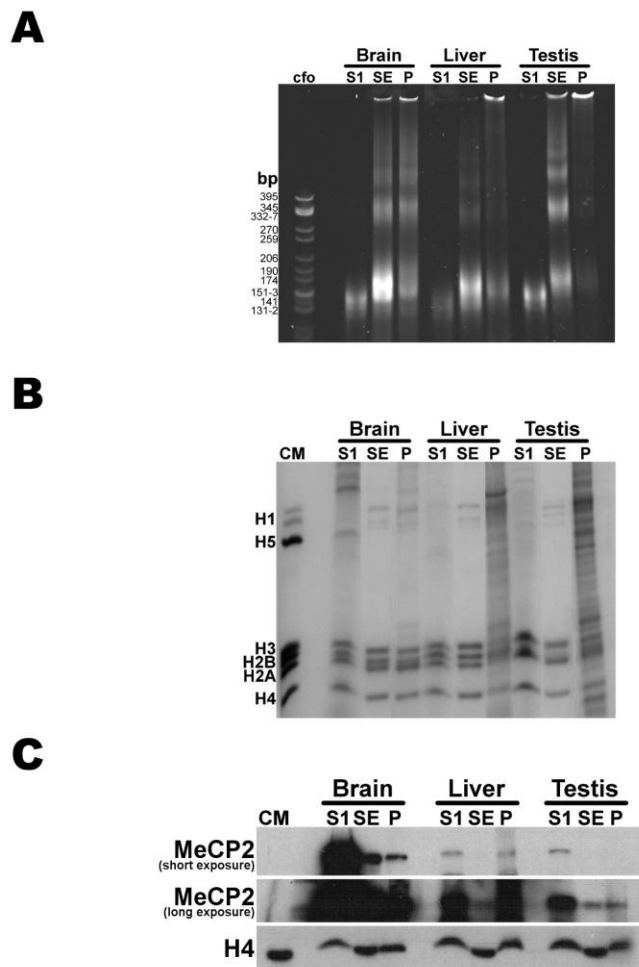 A
Brain Liver Testis
cfo S1 SE P S1 SE P S1 SE P
bp
395
345
332-7
270
259
206
190
174
151-3
141
131-2
B
Brain Liver Testis
CM S1 SE P S1 SE P S1 SE P
H1
H5
H3
H2B
H2A
H4
C
Brain Liver Testis
CM S1 SE P S1 SE P S1 SE P
MeCP2
(short exposure)
MeCP2
(long exposure)
H4